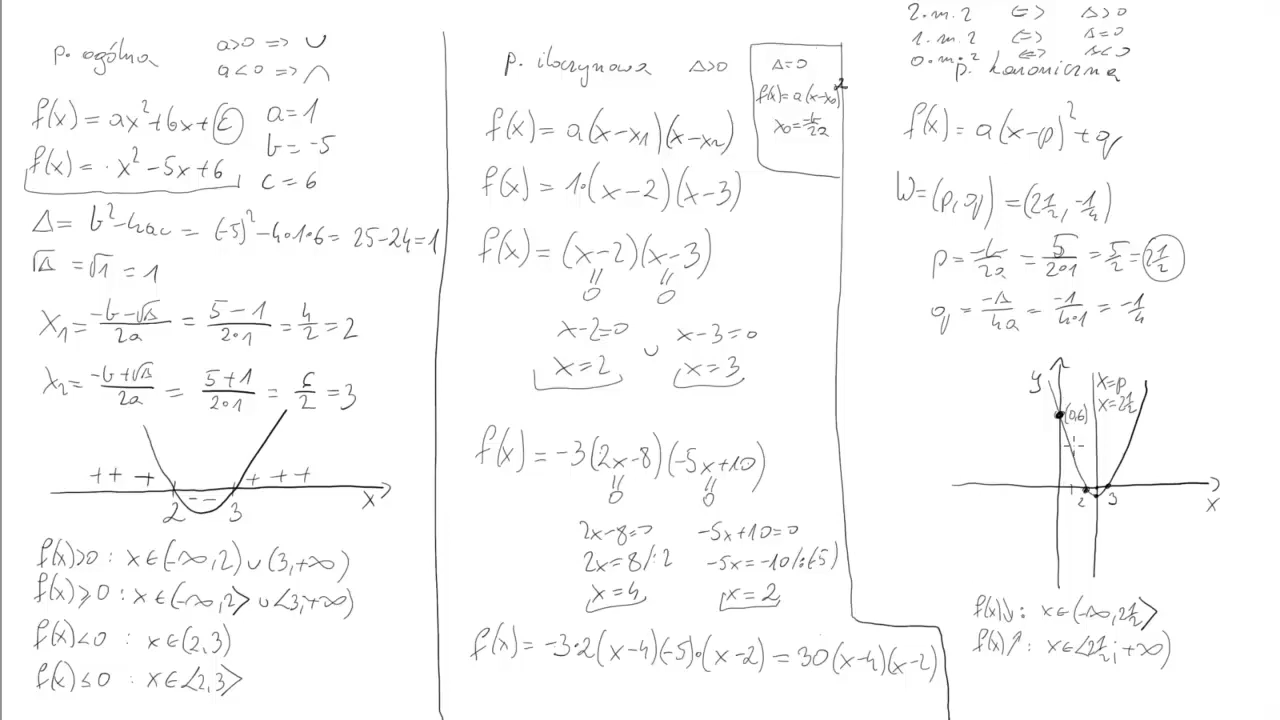 p. ogólna
a>0 => ∪
a<0 => ∩
f(x) = ax²+bx+c
a=1
b=-5
c=6
f(x) = x²-5x+6
Δ = b²-4ac = (-5)²-4·1·6 = 25-24=1
√Δ = √1 = 1
x₁ = (-b-√Δ)/2a = (5-1)/2·1 = 4/2 = 2
x₂ = (-b+√Δ)/2a = (5+1)/2·1 = 6/2 = 3
+ + + - - + + +
2 3 x
f(x)>0 : x∈(-∞,2)∪(3,+∞)
f(x)⩾0 : x∈(-∞,2>∪<3,+∞)
f(x)<0 : x∈(2,3)
f(x)≤0 : x∈<2,3>
p. iloczynowa Δ>0
Δ=0
f(x)=a(x-x₀)²
x₀=-b/2a
f(x) = a(x-x₁)(x-x₂)
f(x) = 1·(x-2)(x-3)
f(x) = (x-2)(x-3)
= =
0 0
x-2=0 ∪ x-3=0
x=2 x=3
f(x) = -3(2x-8)(-5x+10)
= =
0 0
2x-8=0 -5x+10=0
2x=8/:2 -5x=-10/:(-5)
x=4 x=2
f(x) = -3·2(x-4)(-5)·(x-2) = 30(x-4)(x-2)
2.m.z <=> Δ>0
1.m.z <=> Δ=0
0.m.z <=> Δ<0
p. kanoniczna
f(x) = a(x-p)²+q
W=(p,q) = (2½,-¼)
p = -b/2a = 5/2·1 = 5/2 = 2½
q = -Δ/4a = -1/4·1 = -¼
y
x=p
x=2½
(0,6)
1 2 3
x
f(x)↓ : x∈(-∞,2½>
f(x)↗ : x∈<2½;+∞)